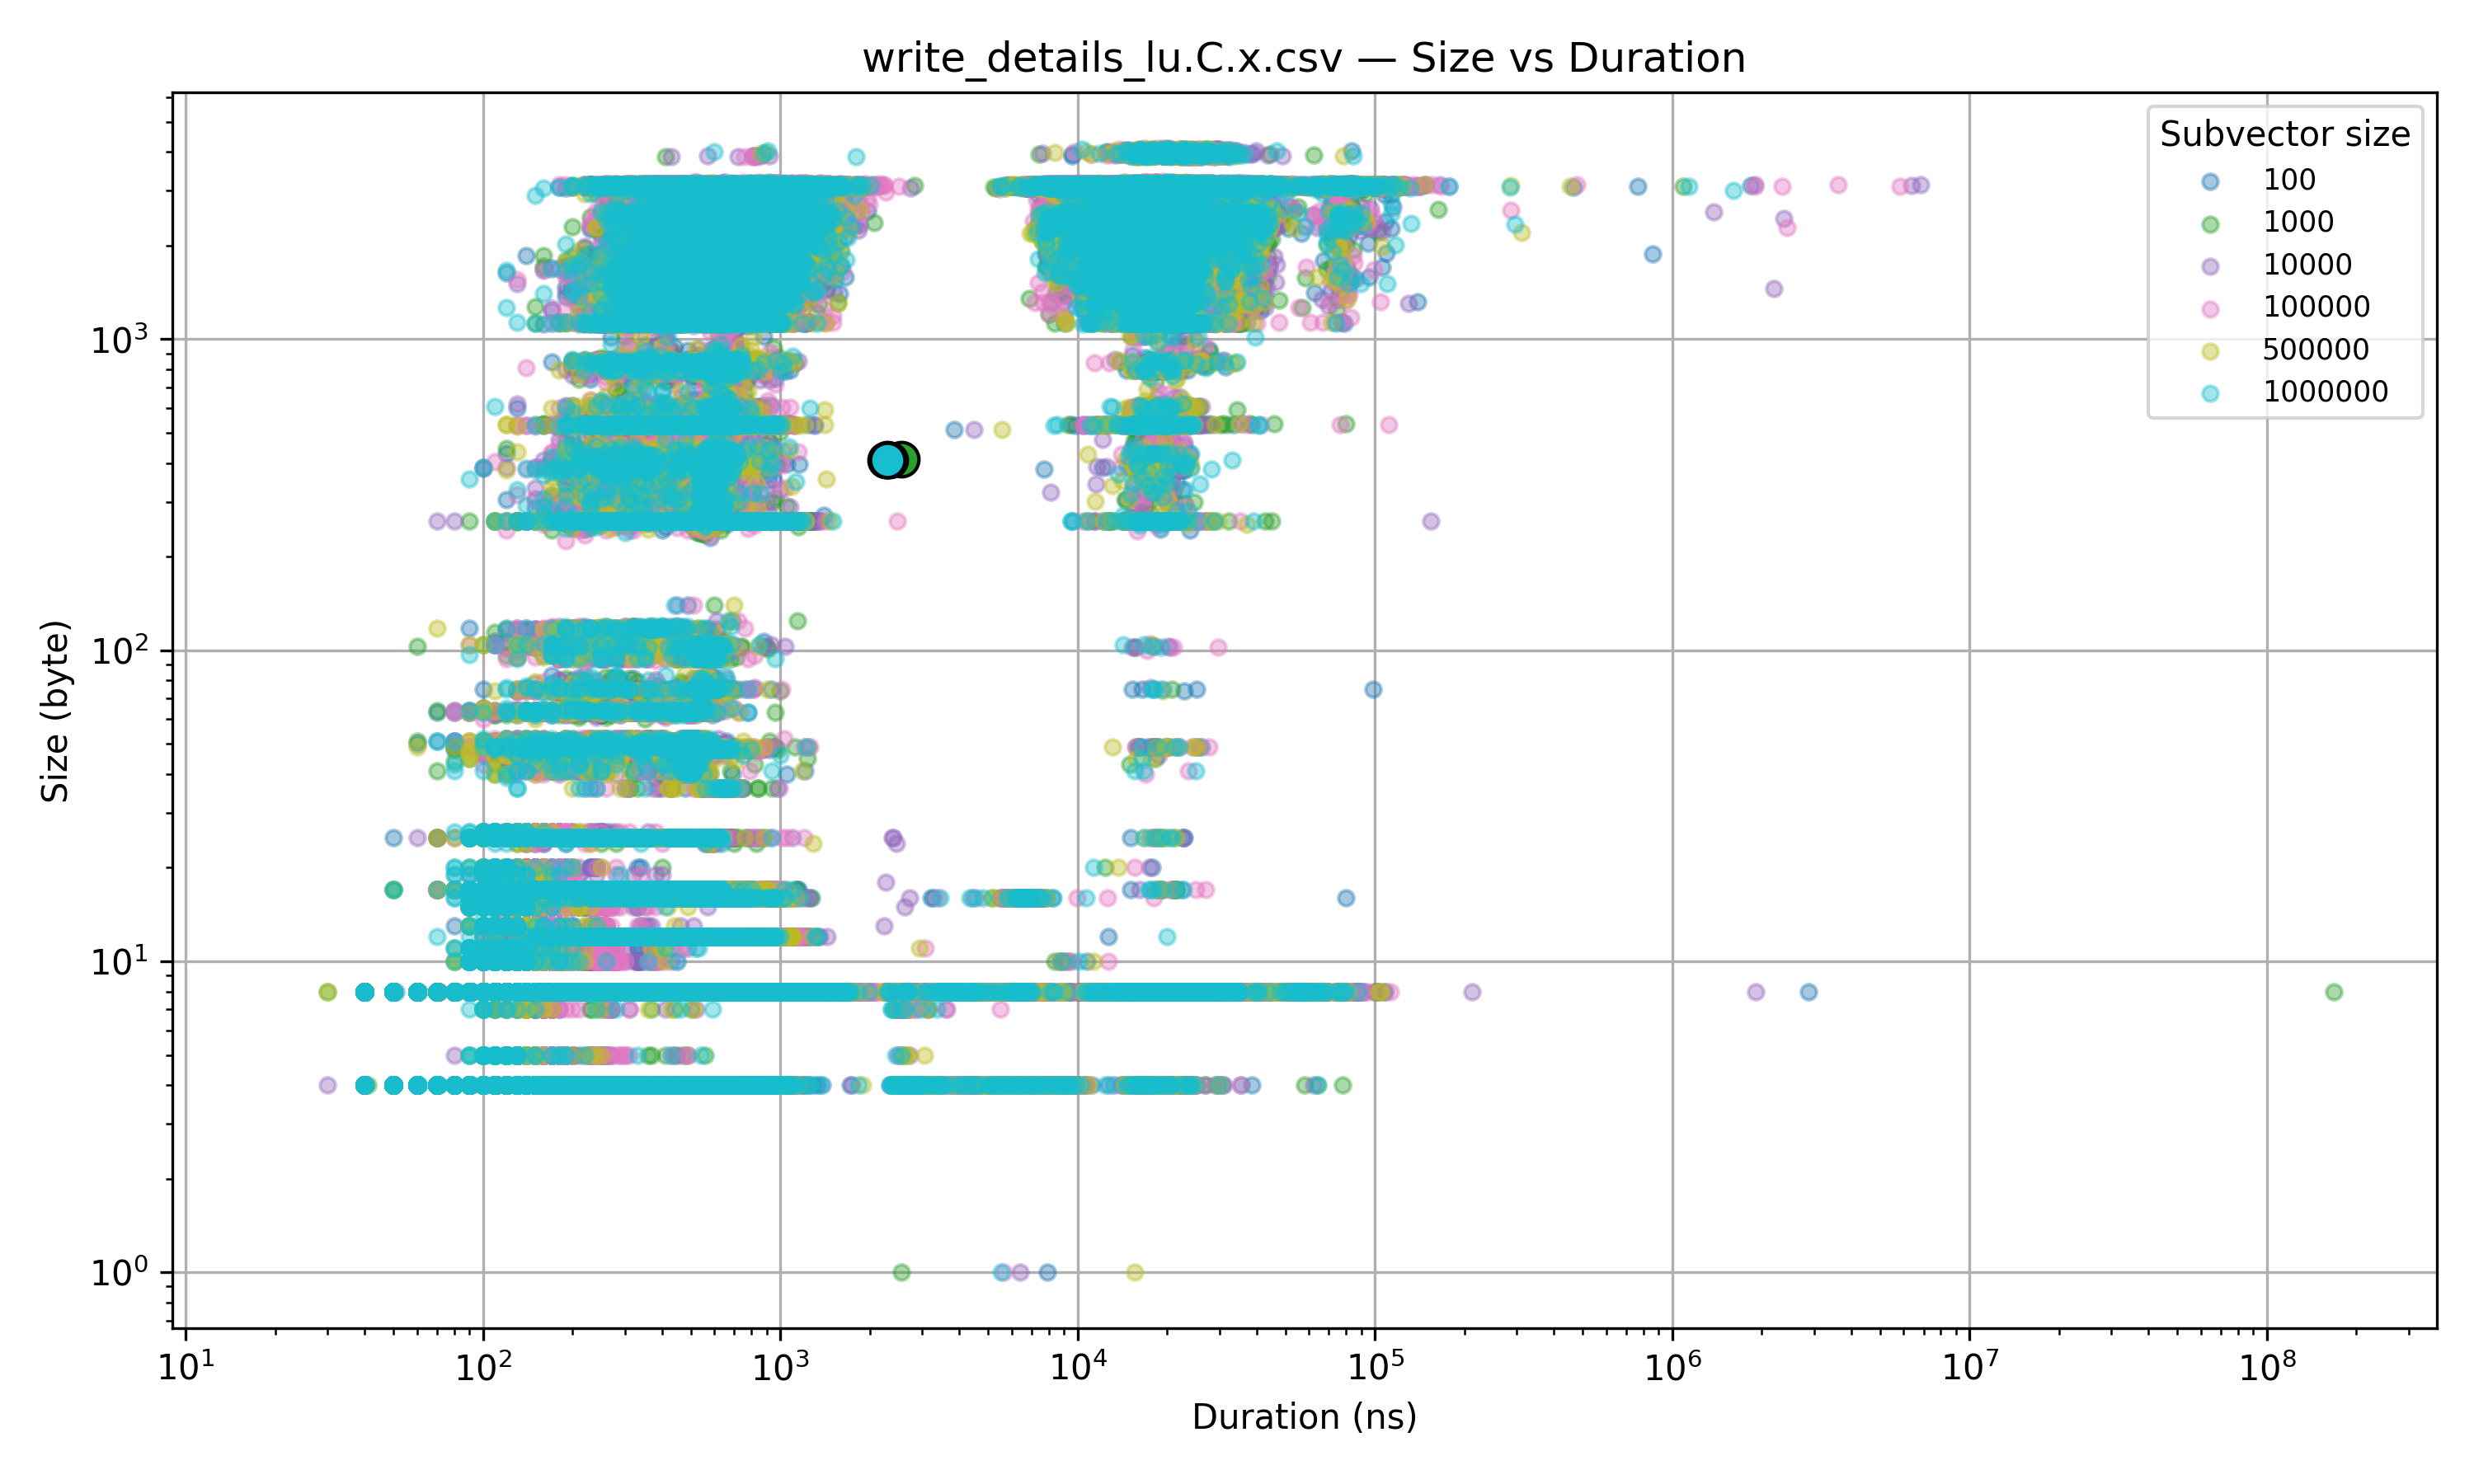 write_details_lu.C.x.csv — Size vs Duration
Subvector size
100
1000
10000
100000
500000
1000000
Size (byte)
10³
10²
10¹
10⁰
10¹ 10² 10³ 10⁴ 10⁵ 10⁶ 10⁷ 10⁸
Duration (ns)